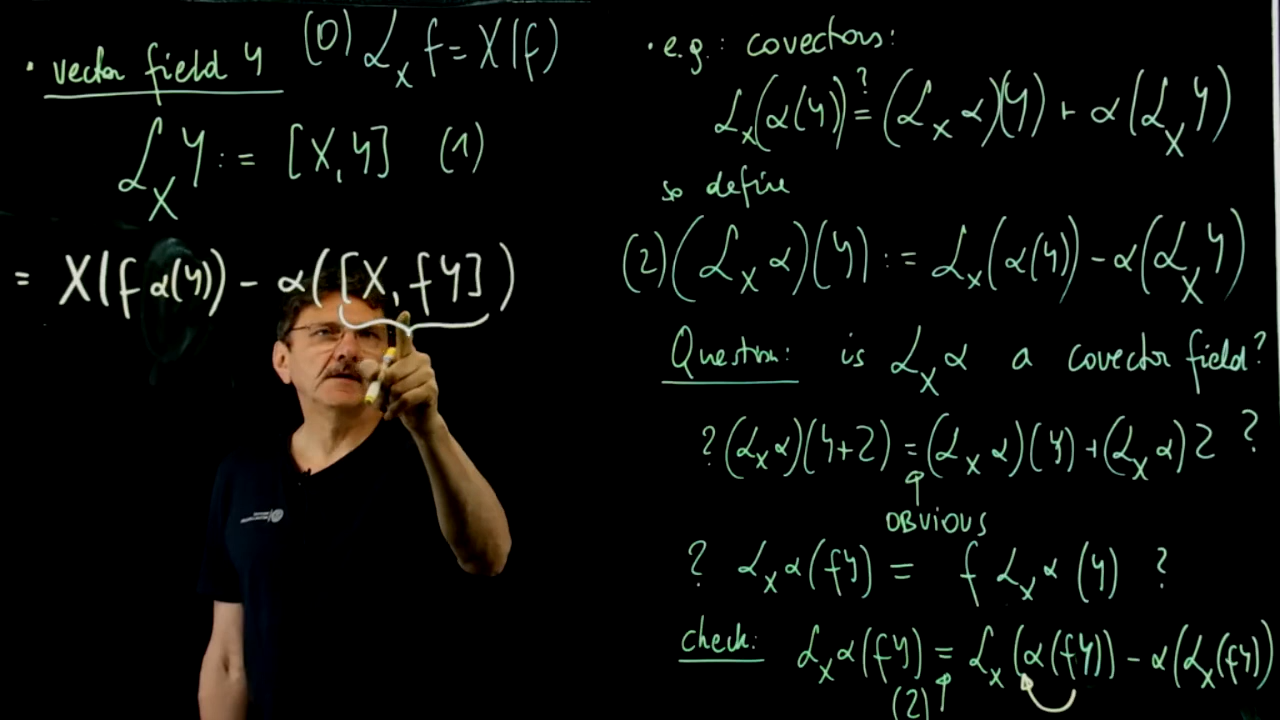 • vector field Y (0) ℒ_X f = X(f)
ℒ_X Y := [X, Y] (1)
= X(f α(Y)) - α([X, fY])
• e.g.: covectors:
ℒ_X(α(Y)) ?= (ℒ_X α)(Y) + α(ℒ_X Y)
so define
(2) (ℒ_X α)(Y) := ℒ_X(α(Y)) - α(ℒ_X Y)
Question: is ℒ_X α a covector field?
? (ℒ_X α)(Y+Z) = (ℒ_X α)(Y) + (ℒ_X α) Z ?
OBVIOUS
? ℒ_X α(fY) = f ℒ_X α (Y) ?
check: ℒ_X α(fY) = ℒ_X (α(fY)) - α(ℒ_X(fY))
(2)